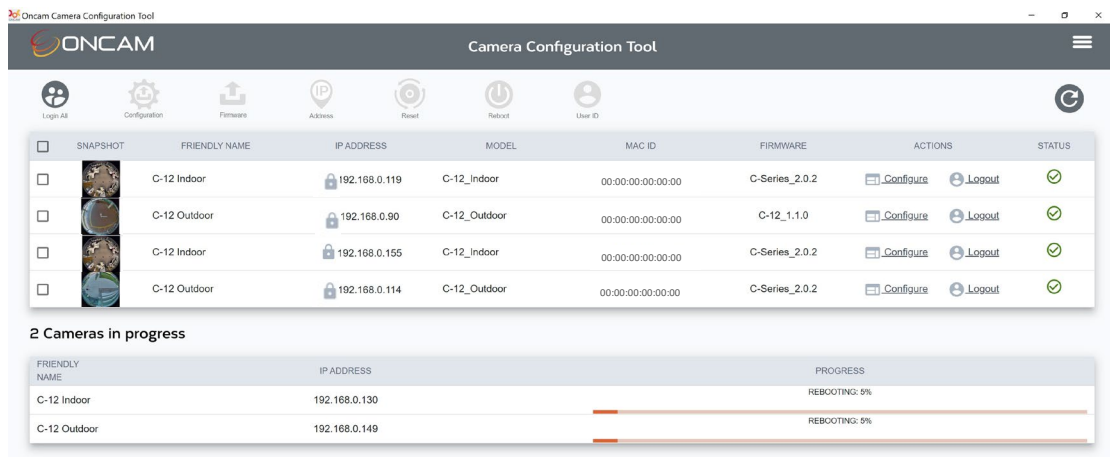 Oncam Camera Configuration Tool
ONCAM
Camera Configuration Tool
Login All Configuration Firmware Address Reset Reboot User ID
IP
SNAPSHOT FRIENDLY NAME IP ADDRESS MODEL MAC ID FIRMWARE ACTIONS STATUS
C-12 Indoor 192.168.0.119 C-12_Indoor 00:00:00:00:00:00 C-Series_2.0.2 Configure Logout
C-12 Outdoor 192.168.0.90 C-12_Outdoor 00:00:00:00:00:00 C-12_1.1.0 Configure Logout
C-12 Indoor 192.168.0.155 C-12_Indoor 00:00:00:00:00:00 C-Series_2.0.2 Configure Logout
C-12 Outdoor 192.168.0.114 C-12_Outdoor 00:00:00:00:00:00 C-Series_2.0.2 Configure Logout
2 Cameras in progress
FRIENDLY NAME IP ADDRESS PROGRESS
C-12 Indoor 192.168.0.130 REBOOTING: 5%
C-12 Outdoor 192.168.0.149 REBOOTING: 5%